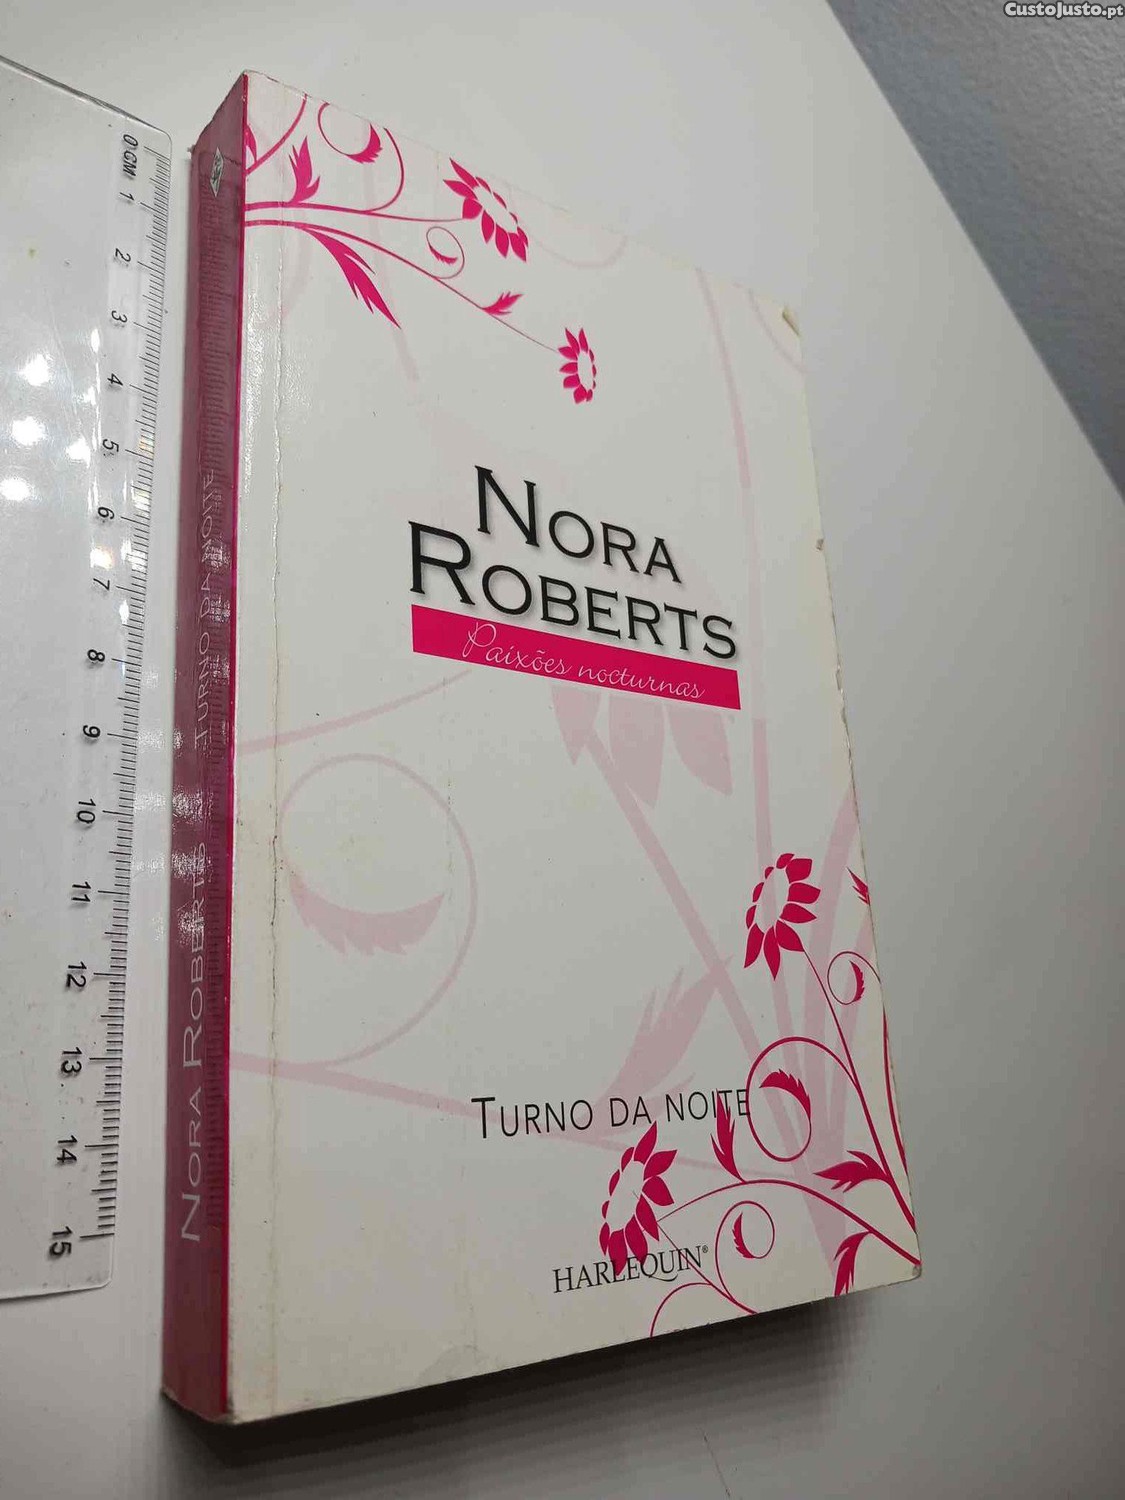 CustoJusto.pt
NORA
ROBERTS
Paixões nocturnas
TURNO DA NOITE
HARLEQUIN®
NORA ROBERTS TURNO DA NOITE
0 CM 1 2 3 4 5 6 7 8 9 10 11 12 13 14 15